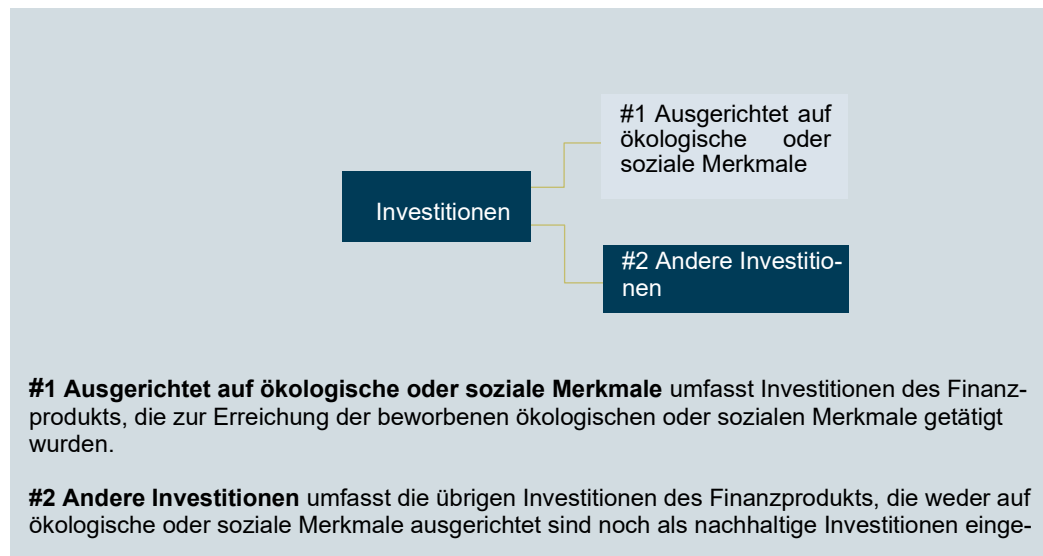 #1 Ausgerichtet auf
ökologische oder
soziale Merkmale
Investitionen
#2 Andere Investitio-
nen
#1 Ausgerichtet auf ökologische oder soziale Merkmale umfasst Investitionen des Finanz-
produkts, die zur Erreichung der beworbenen ökologischen oder sozialen Merkmale getätigt
wurden.
#2 Andere Investitionen umfasst die übrigen Investitionen des Finanzprodukts, die weder auf
ökologische oder soziale Merkmale ausgerichtet sind noch als nachhaltige Investitionen einge-